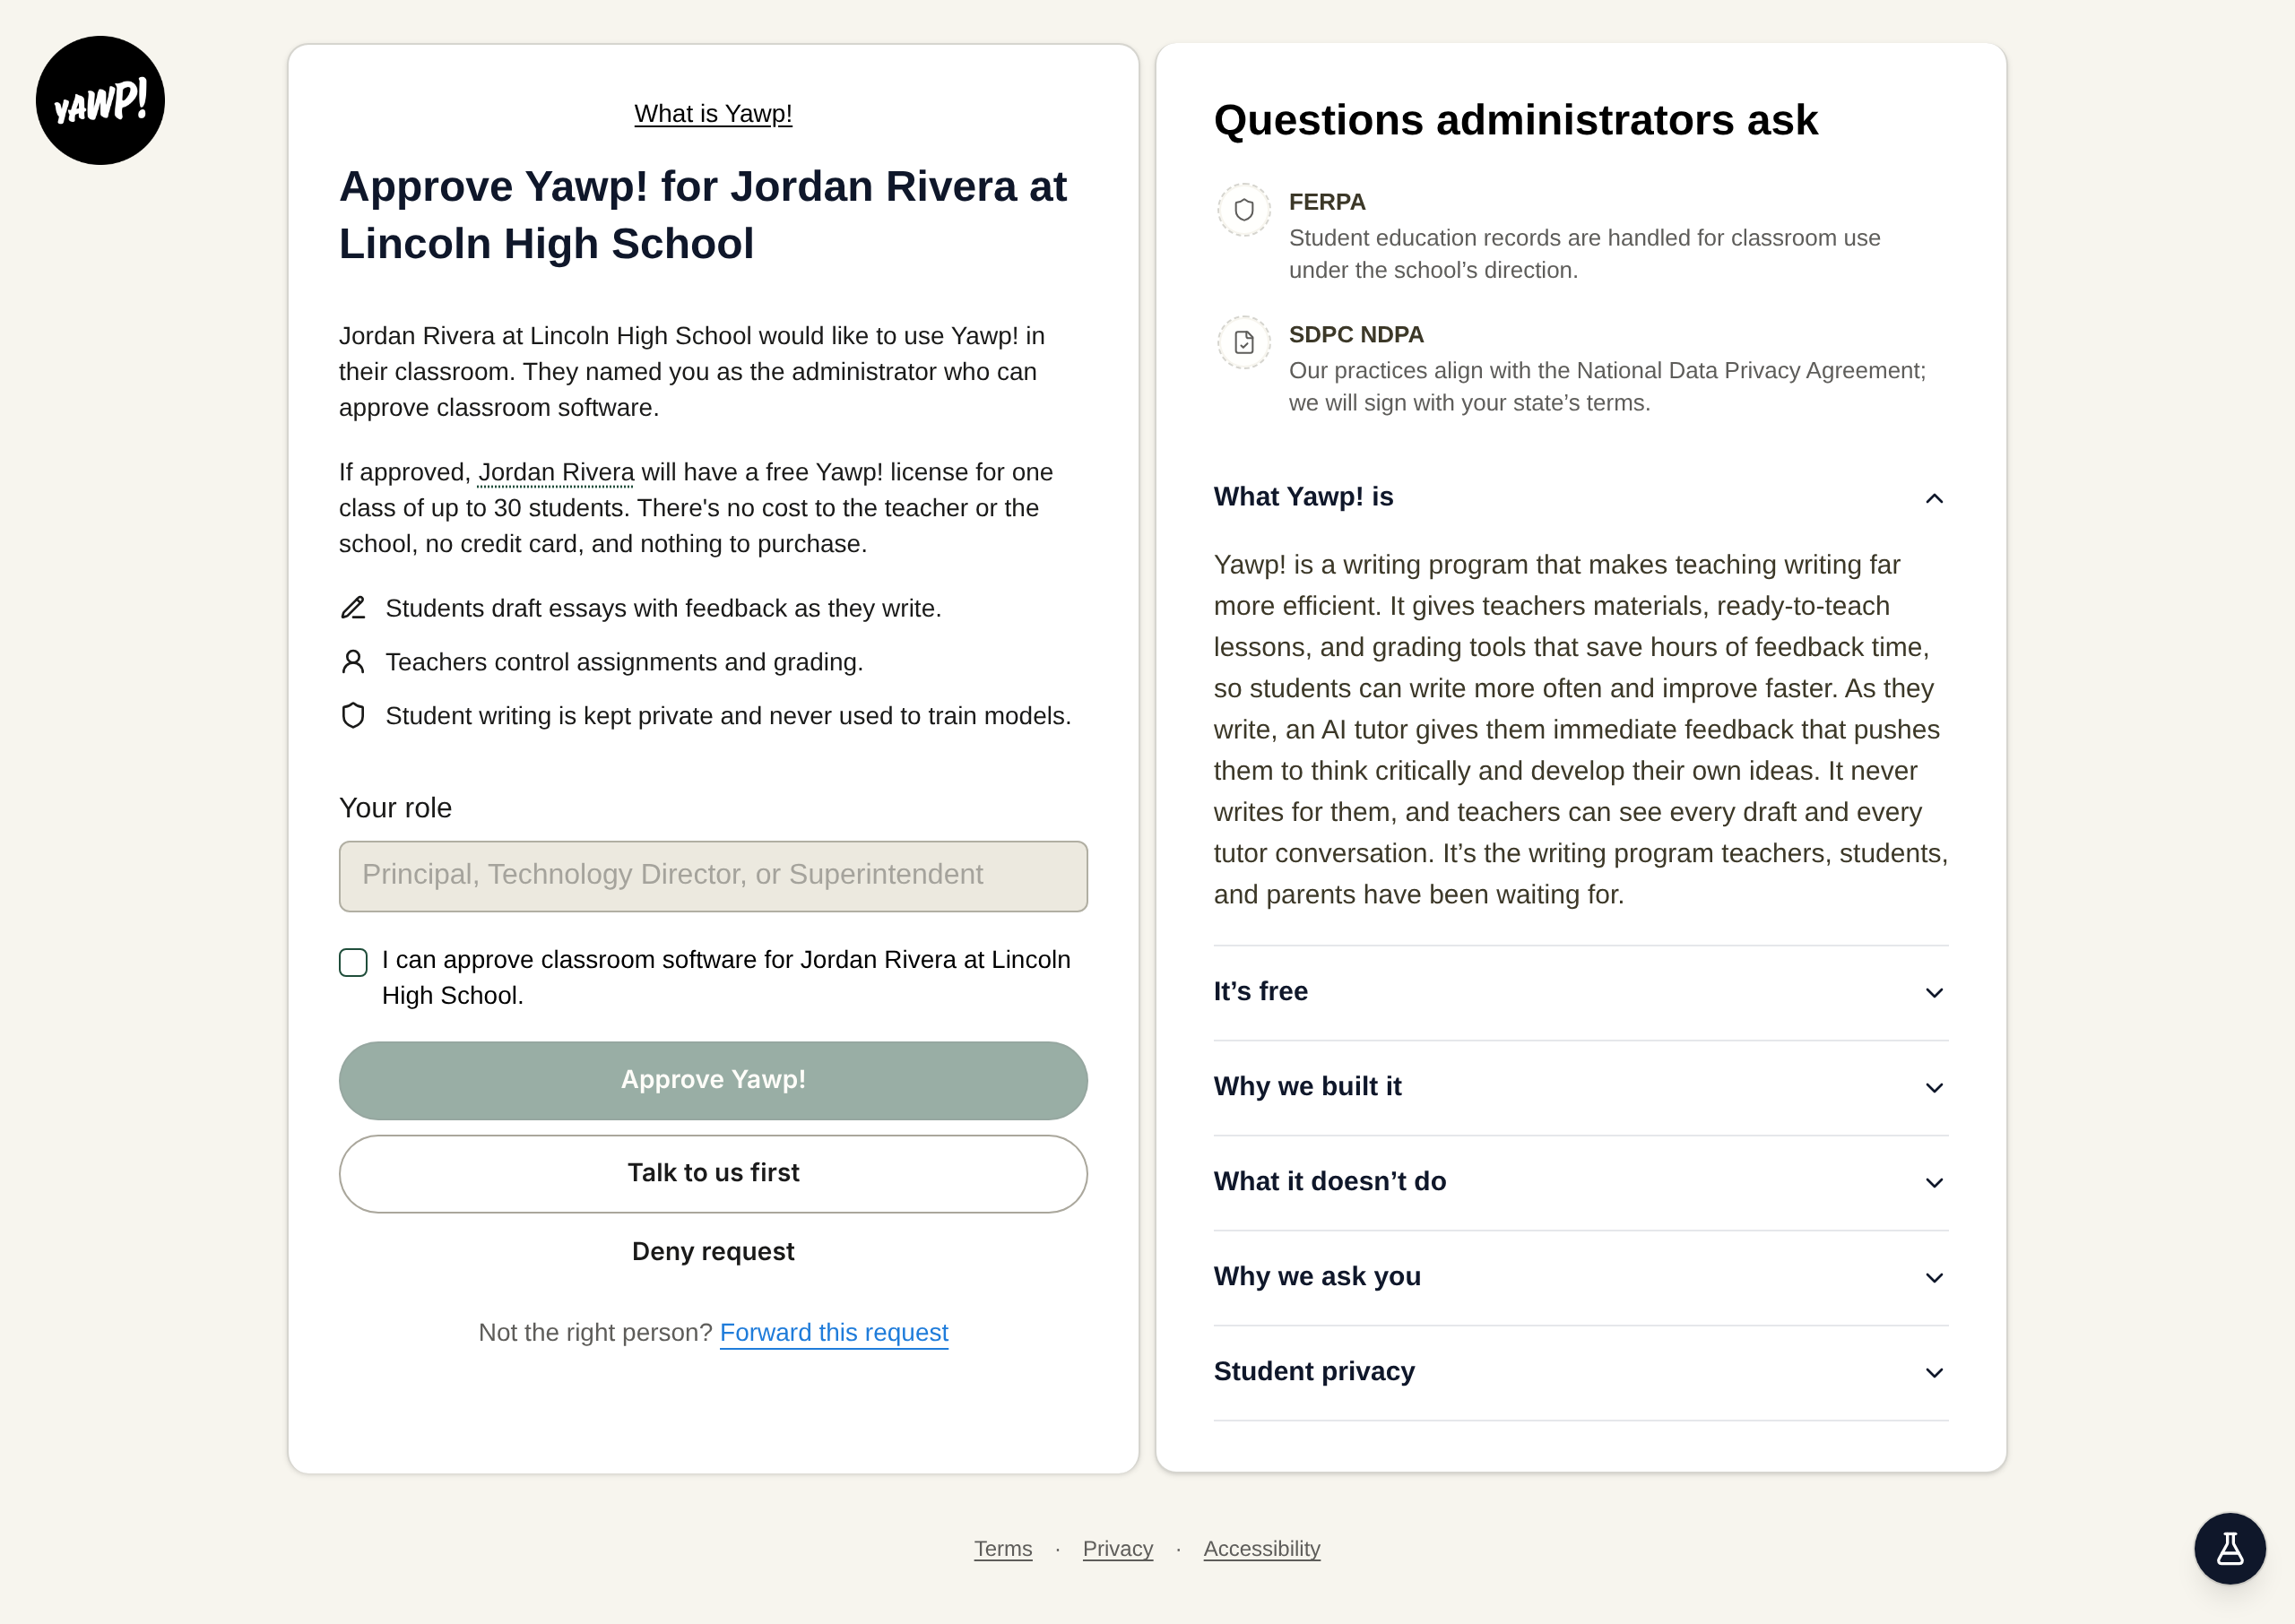 YAWP!
What is Yawp!
Approve Yawp! for Jordan Rivera at
Lincoln High School
Jordan Rivera at Lincoln High School would like to use Yawp! in
their classroom. They named you as the administrator who can
approve classroom software.
If approved, Jordan Rivera will have a free Yawp! license for one
class of up to 30 students. There's no cost to the teacher or the
school, no credit card, and nothing to purchase.
Students draft essays with feedback as they write.
Teachers control assignments and grading.
Student writing is kept private and never used to train models.
Your role
Principal, Technology Director, or Superintendent
I can approve classroom software for Jordan Rivera at Lincoln
High School.
Approve Yawp!
Talk to us first
Deny request
Not the right person? Forward this request
Questions administrators ask
FERPA
Student education records are handled for classroom use
under the school’s direction.
SDPC NDPA
Our practices align with the National Data Privacy Agreement;
we will sign with your state’s terms.
What Yawp! is
Yawp! is a writing program that makes teaching writing far
more efficient. It gives teachers materials, ready-to-teach
lessons, and grading tools that save hours of feedback time,
so students can write more often and improve faster. As they
write, an AI tutor gives them immediate feedback that pushes
them to think critically and develop their own ideas. It never
writes for them, and teachers can see every draft and every
tutor conversation. It’s the writing program teachers, students,
and parents have been waiting for.
It’s free
Why we built it
What it doesn’t do
Why we ask you
Student privacy
Terms · Privacy · Accessibility